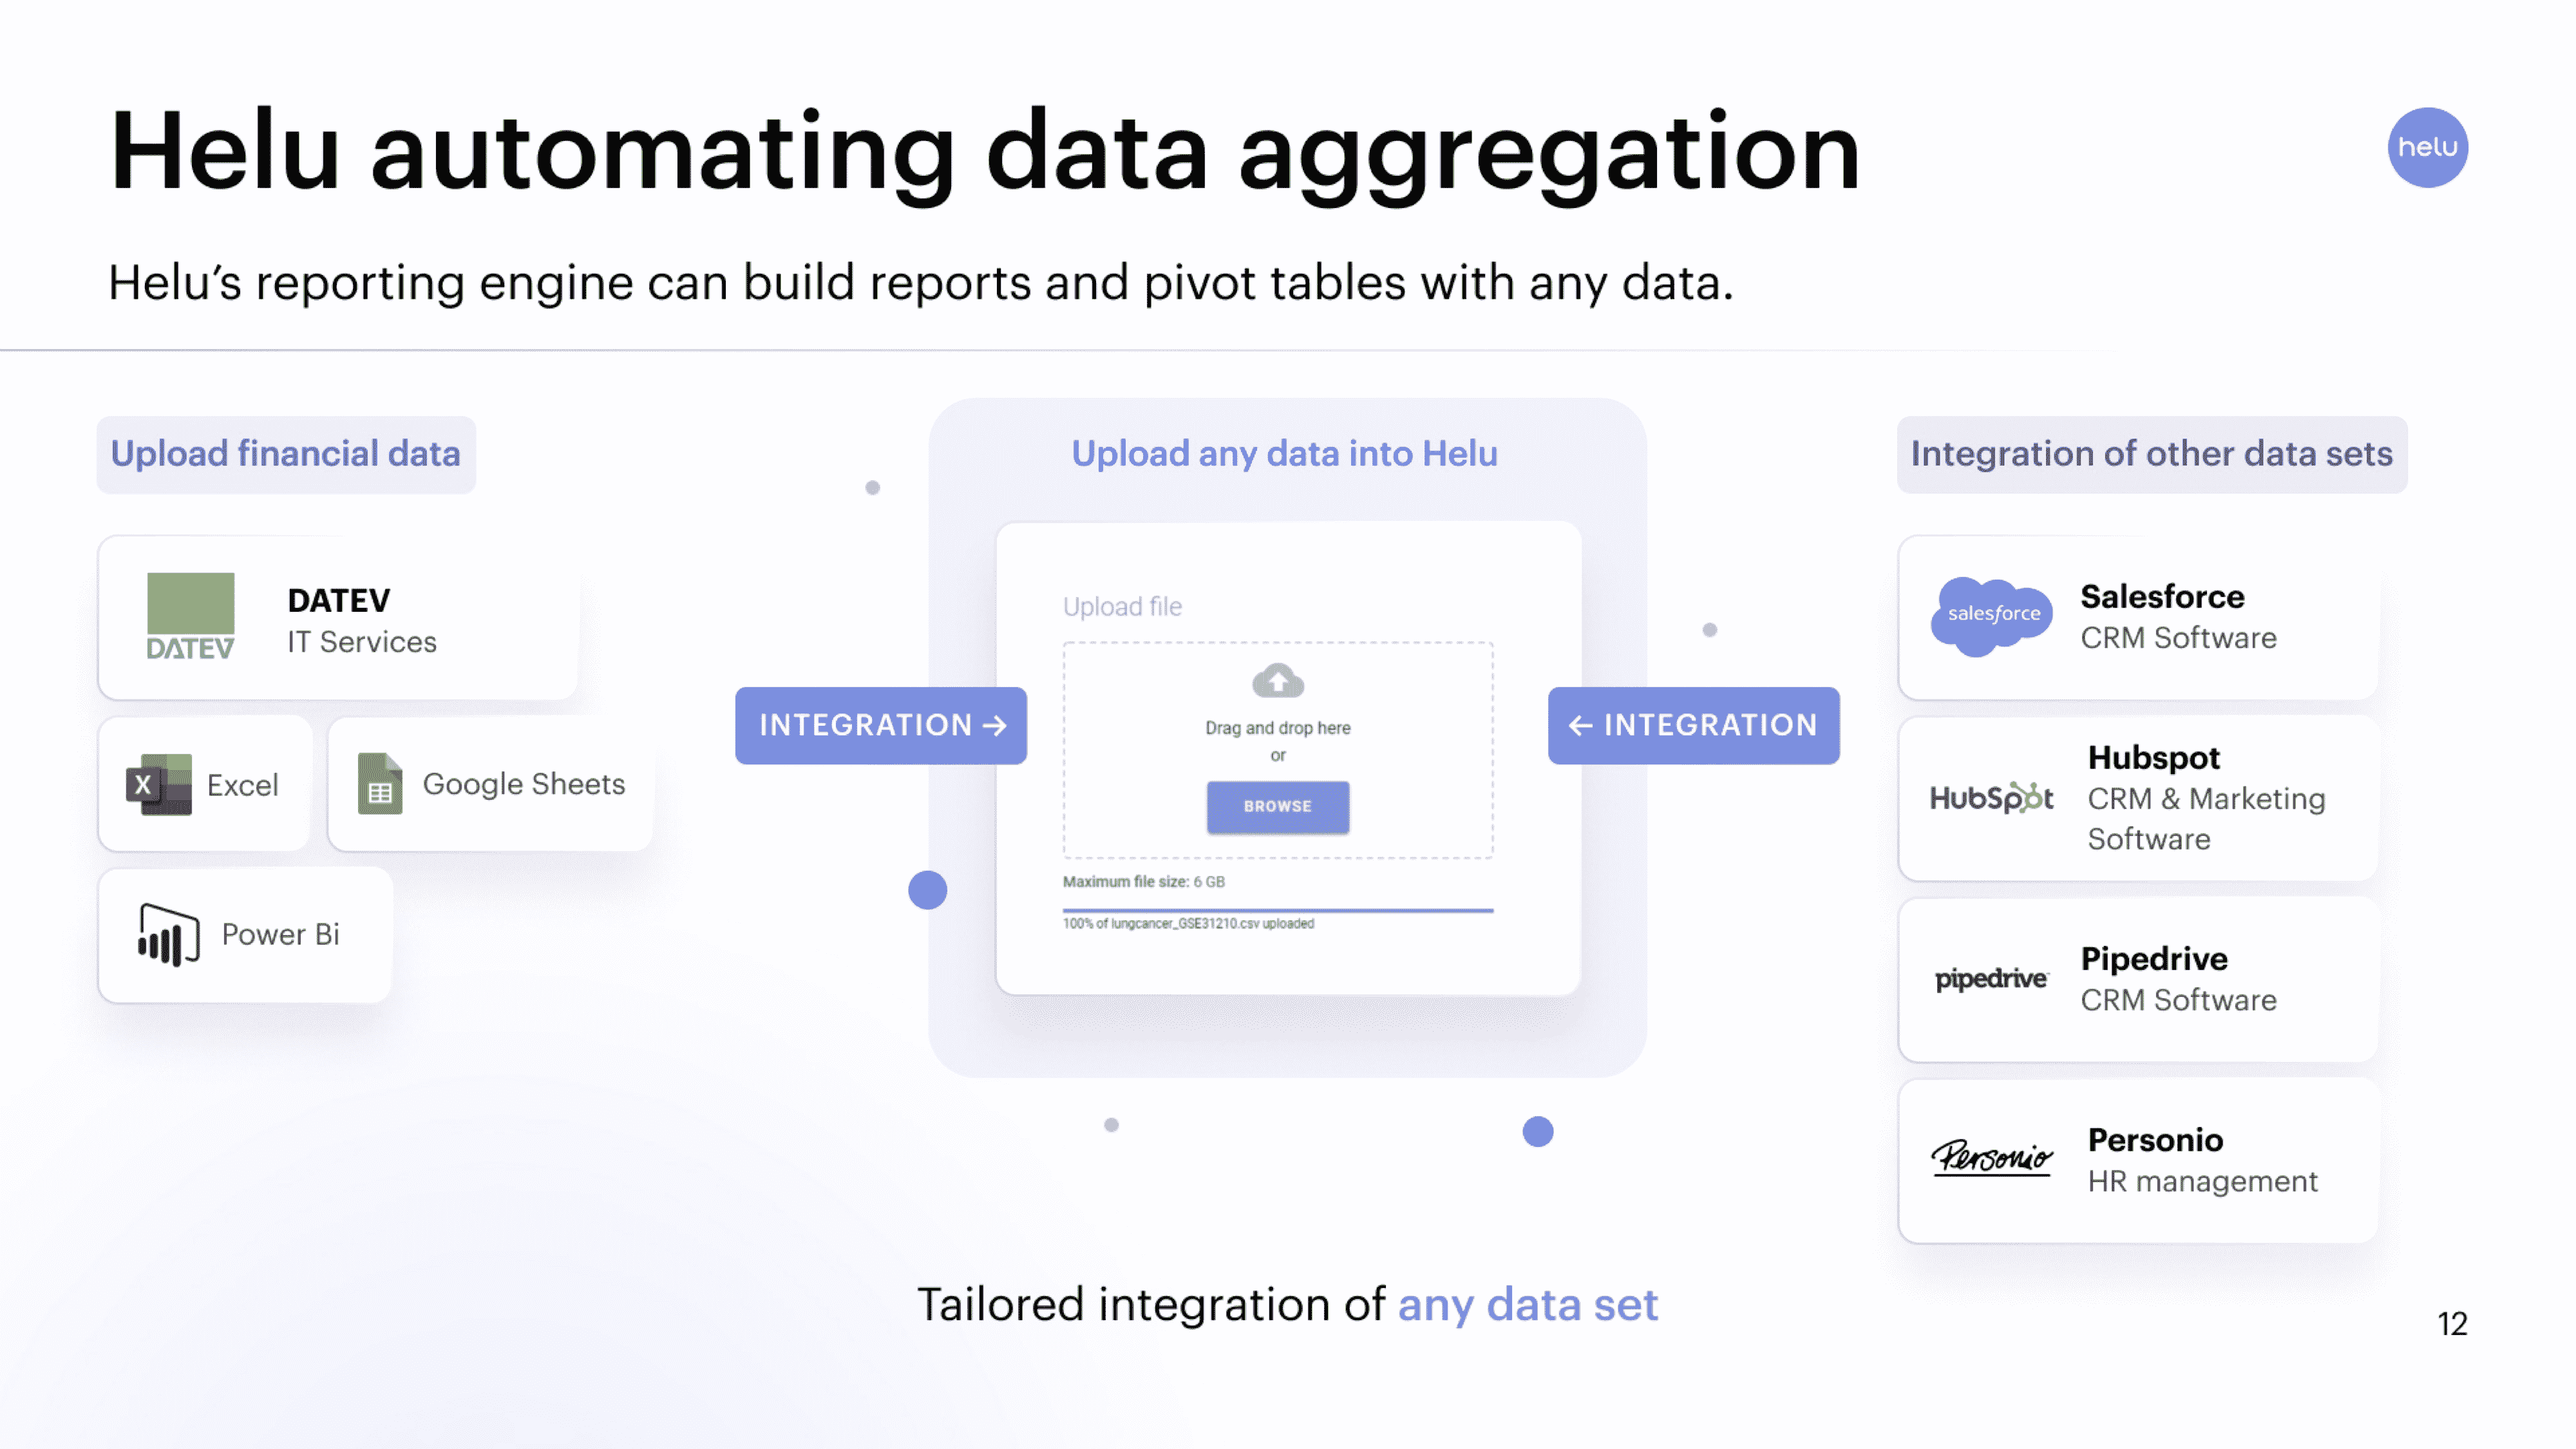 Helu automating data aggregation
helu
Helu's reporting engine can build reports and pivot tables with any data.
Upload financial data
DATEV
DATEV
IT Services
X
Excel
Google Sheets
Power Bi
INTEGRATION →
Upload any data into Helu
Upload file
Drag and drop here
or
BROWSE
Maximum file size: 6 GB
100% of lungcancer_GSE31210.csv uploaded
← INTEGRATION
Integration of other data sets
salesforce
Salesforce
CRM Software
HubSpot
Hubspot
CRM & Marketing
Software
pipedrive
Pipedrive
CRM Software
Personio
Personio
HR management
Tailored integration of any data set
12